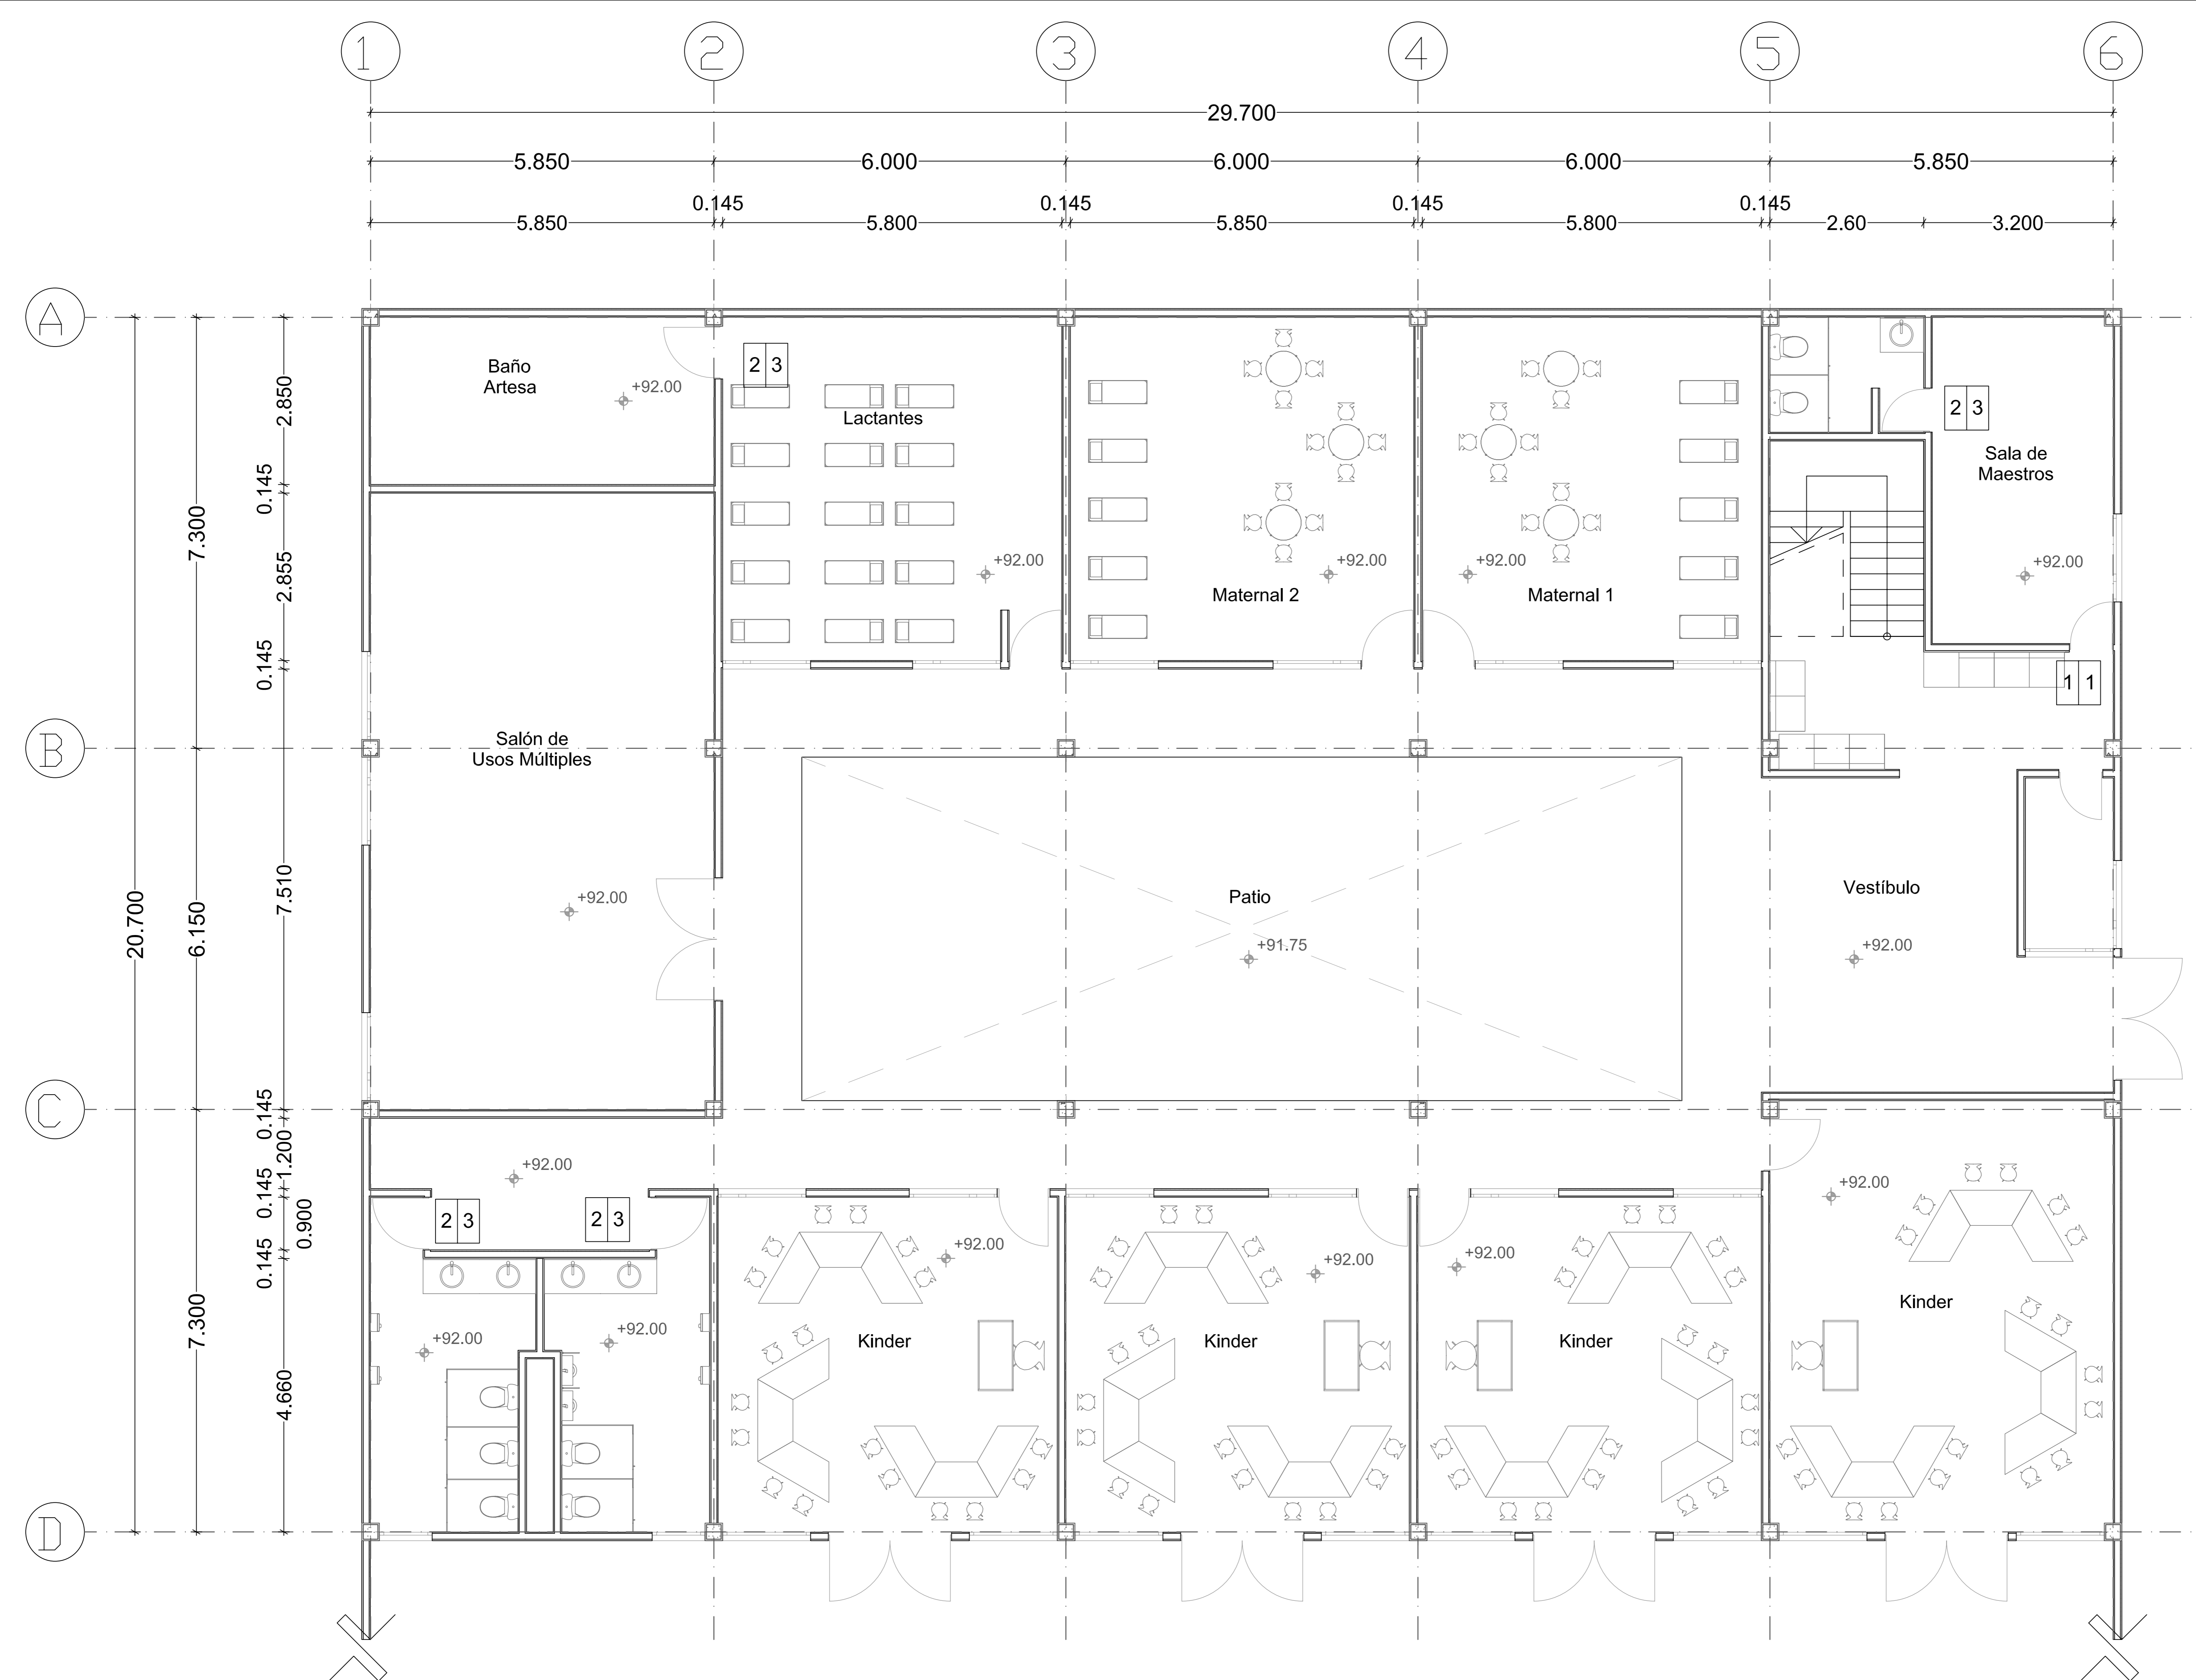 1 2 3 4 5 6
29.700
5.850 6.000 6.000 6.000 5.850
0.145 0.145 0.145 0.145
5.850 5.800 5.850 5.800 2.60 3.200
A
B
C
D
20.700
7.300
6.150
7.300
2.850
0.145
2.855
0.145
7.510
0.145
1.200
0.145
0.900
0.145
4.660
Baño
Artesa
+92.00
2 3
Lactantes
+92.00
Maternal 2
+92.00
Maternal 1
+92.00
2 3
Sala de
Maestros
+92.00
1 1
Salón de
Usos Múltiples
+92.00
Patio
+91.75
Vestíbulo
+92.00
+92.00
2 3
2 3
+92.00
+92.00
+92.00
Kinder
+92.00
Kinder
+92.00
Kinder
+92.00
Kinder